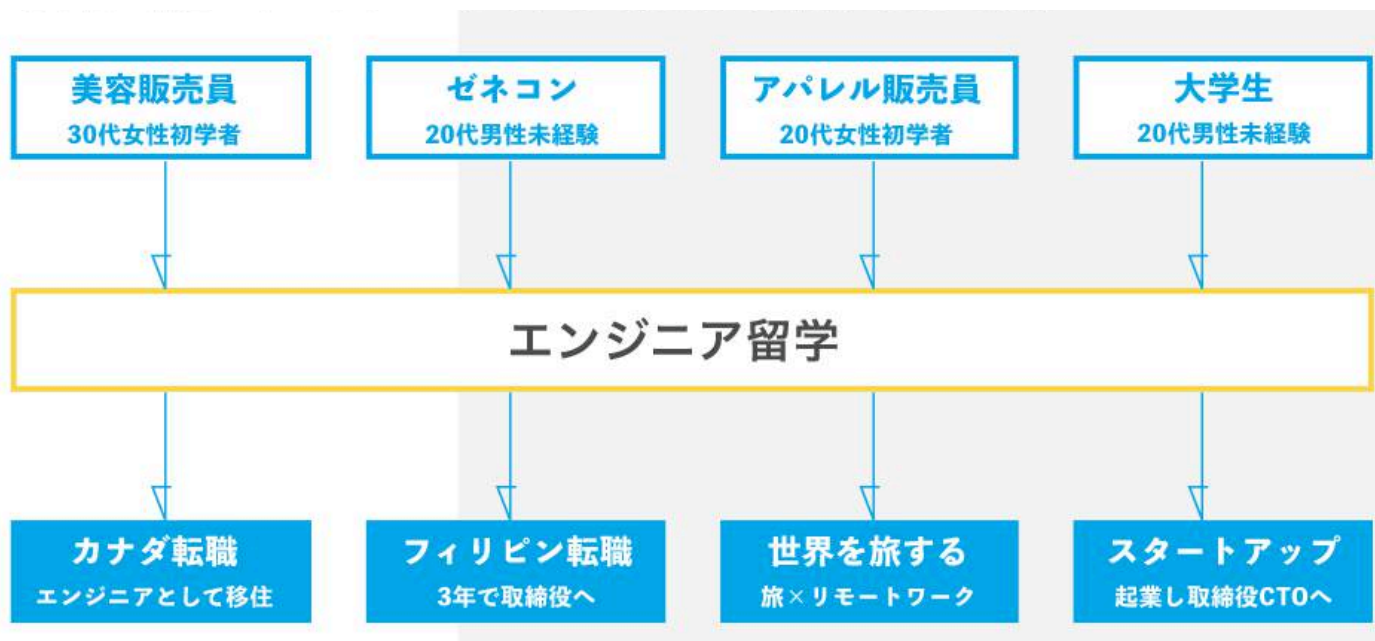 美容販売員
30代女性初学者
ゼネコン
20代男性未経験
アパレル販売員
20代女性初学者
大学生
20代男性未経験
エンジニア留学
カナダ転職
エンジニアとして移住
フィリピン転職
3年で取締役へ
世界を旅する
旅×リモートワーク
スタートアップ
起業し取締役CTOへ